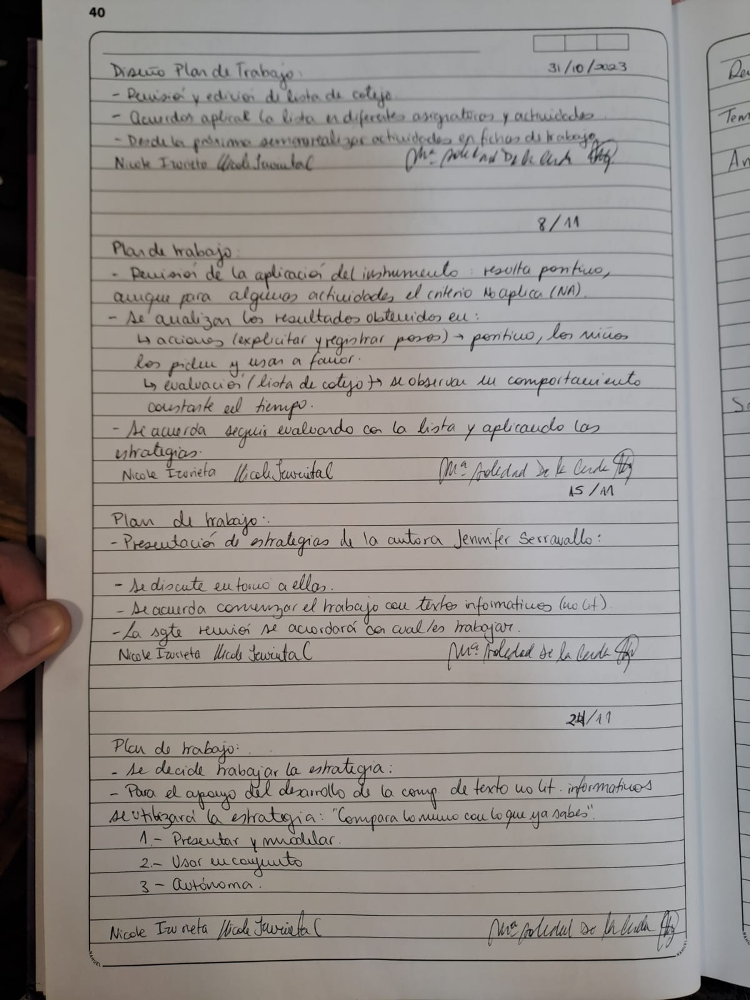 40
31/10/2023
Diseño Plan de Trabajo:
- Revisión y edición de lista de cotejo.
- Acuerdos aplicar la lista en diferentes asignaturas y actividades.
- Desde la próxima semana realizar actividades en fichas de trabajo.
Nicole Izurieta Nicole Izurieta C Mª Soledad De la Cerda
8/11
Plan de trabajo:
- Revisión de la aplicación del instrumento: resulta positivo,
aunque para algunas actividades el criterio No aplica (NA).
- Se analizan los resultados obtenidos en:
↳ acciones (explicitar y registrar pasos) → positivo, los niños
los piden y usan a favor.
↳ evaluación (lista de cotejo) → se observa un comportamiento
constante en el tiempo.
- Se acuerda seguir evaluando con la lista y aplicando las
estrategias.
Nicole Izurieta Nicole Izurieta C Mª Soledad De la Cerda
15/11
Plan de trabajo:
- Presentación de estrategias de la autora Jennifer Serravallo:
- Se discute en torno a ellas.
- Se acuerda comenzar el trabajo con textos informativos (no lit).
- La sgte reunión se acordará con cual/es trabajar.
Nicole Izurieta Nicole Izurieta C Mª Soledad De la Cerda
24/11
Plan de trabajo:
- Se decide trabajar la estrategia:
- Para el apoyo del desarrollo de la comp. de texto no lit. informativos
se utilizará la estrategia: "Compara lo nuevo con lo que ya sabes".
1.- Presentar y modelar.
2.- Usar en conjunto
3 - Autónoma.
Nicole Izurieta Nicole Izurieta C Mª Soledad De la Cerda
NAHUEL
NAHUEL
Tem
An